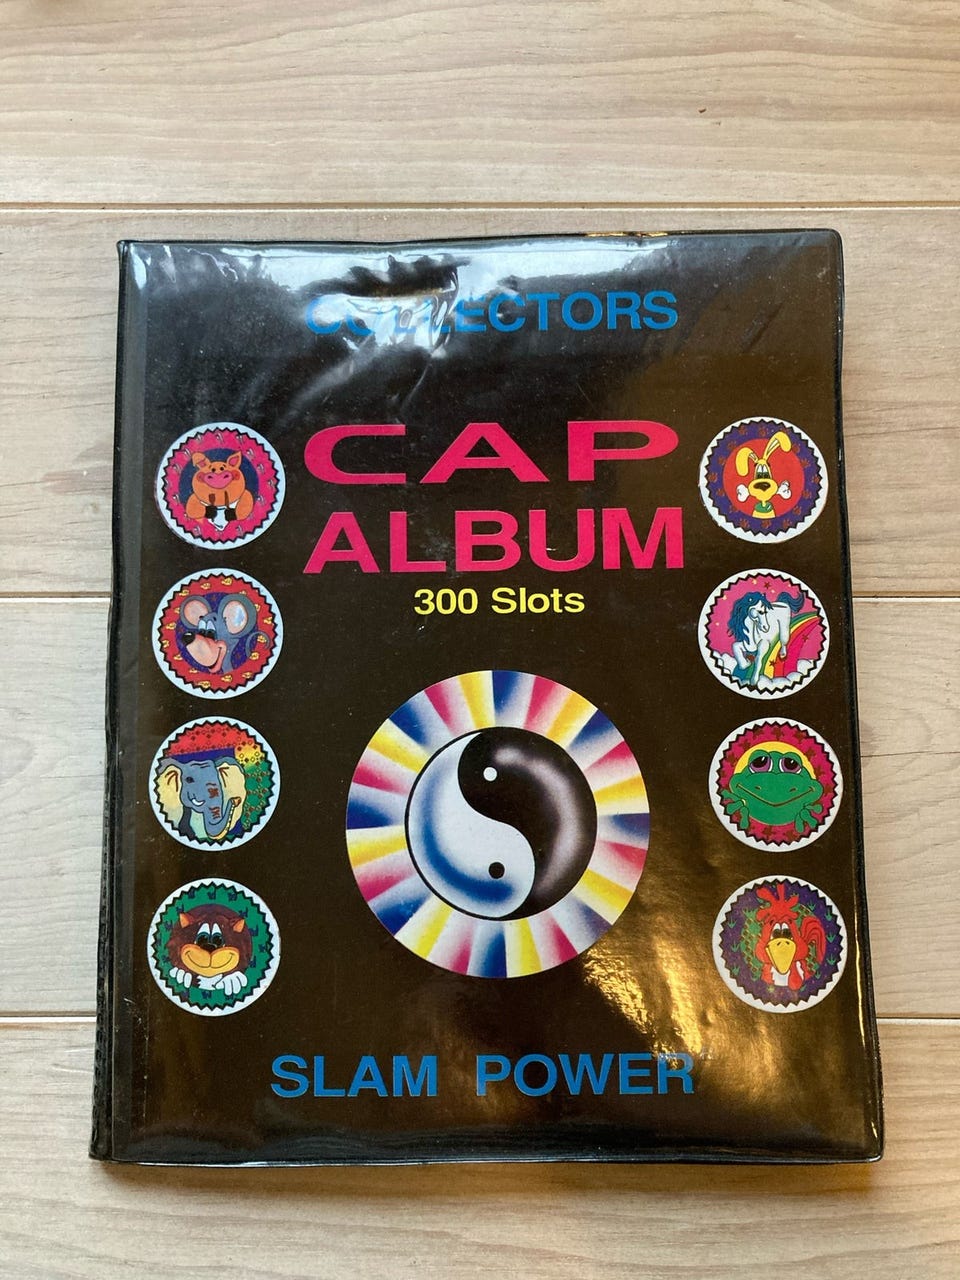 COLLECTORS
CAP
ALBUM
300 Slots
SLAM POWER